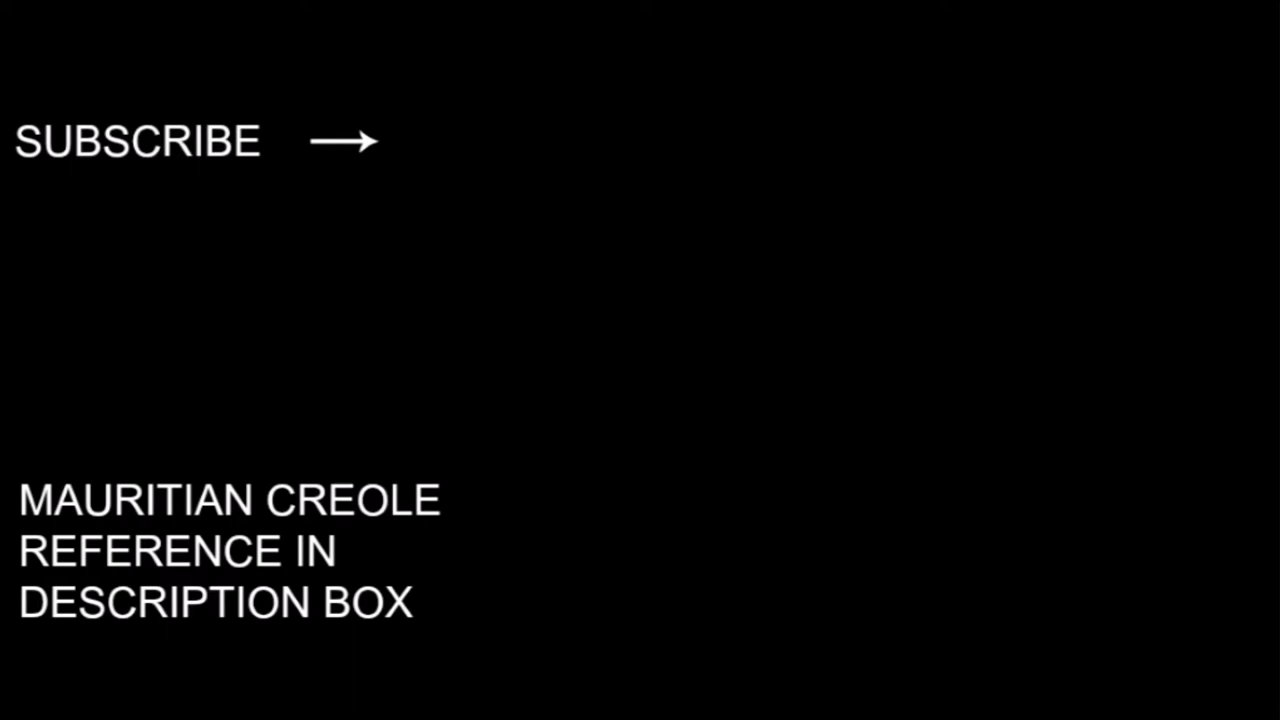 SUBSCRIBE →
MAURITIAN CREOLE
REFERENCE IN
DESCRIPTION BOX